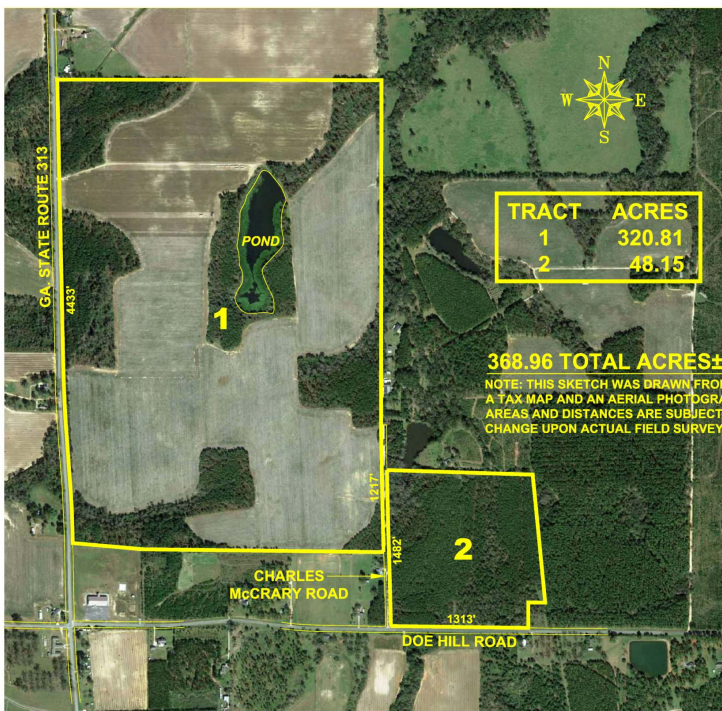 N
W E
S
GA. STATE ROUTE 313
TRACT ACRES
1 320.81
2 48.15
POND
4433'
1
368.96 TOTAL ACRES±
NOTE: THIS SKETCH WAS DRAWN FRO
A TAX MAP AND AN AERIAL PHOTOGRA
AREAS AND DISTANCES ARE SUBJECT
CHANGE UPON ACTUAL FIELD SURVEY
1217'
1482'
2
CHARLES
McCRARY ROAD
1313'
DOE HILL ROAD